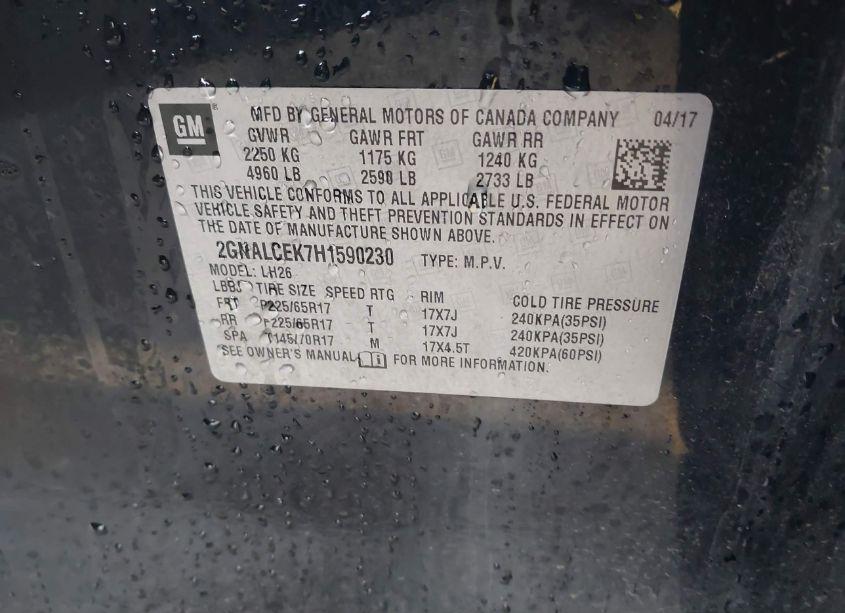 GM ® MFD BY GENERAL MOTORS OF CANADA COMPANY 04/17
GVWR GAWR FRT GAWR RR
2250 KG 1175 KG 1240 KG
4960 LB 2590 LB 2733 LB
THIS VEHICLE CONFORMS TO ALL APPLICABLE U.S. FEDERAL MOTOR
VEHICLE SAFETY AND THEFT PREVENTION STANDARDS IN EFFECT ON
THE DATE OF MANUFACTURE SHOWN ABOVE.
2GNALCEK7H1590230 TYPE: M.P.V.
MODEL: LH26
TIRE SIZE SPEED RTG RIM COLD TIRE PRESSURE
FRT P225/65R17 T 17X7J 240KPA(35PSI)
RR P225/65R17 T 17X7J 240KPA(35PSI)
SPA T145/70R17 M 17X4.5T 420KPA(60PSI)
SEE OWNER'S MANUAL FOR MORE INFORMATION.